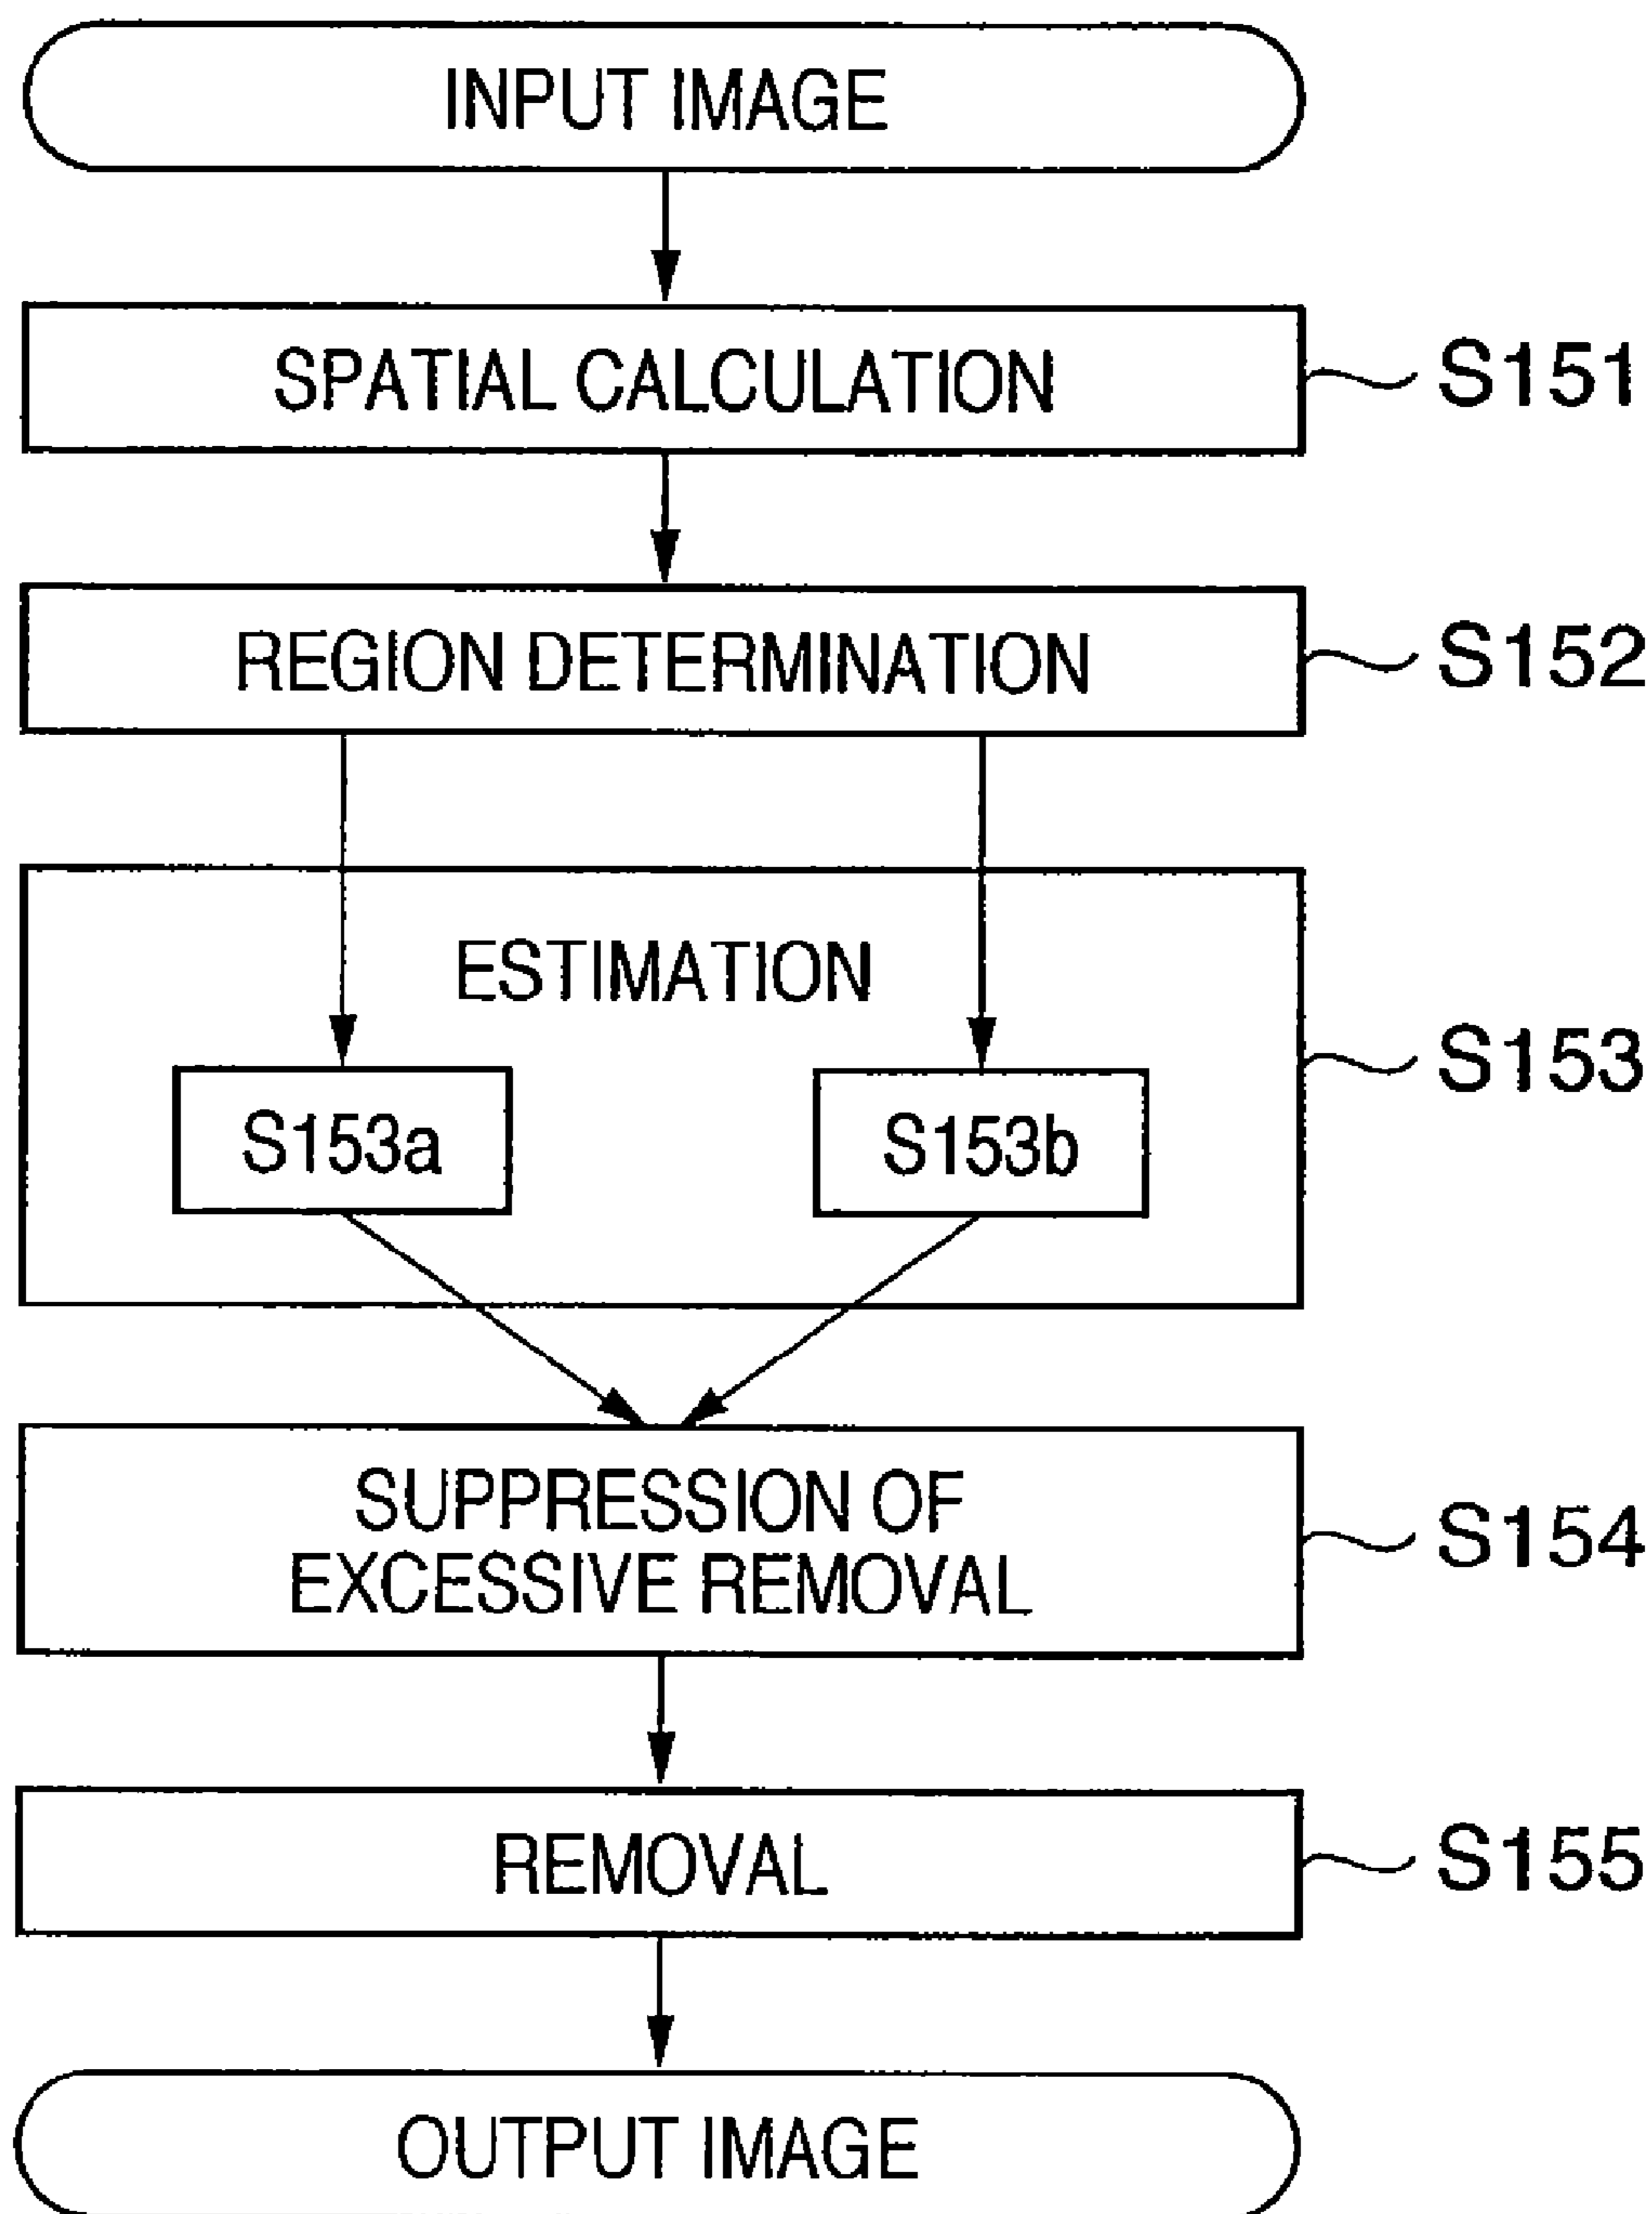 INPUT IMAGE
SPATIAL CALCULATION
S151
REGION DETERMINATION
S152
ESTIMATION
S153
S153a
S153b
SUPPRESSION OF
EXCESSIVE REMOVAL
S154
REMOVAL
S155
OUTPUT IMAGE